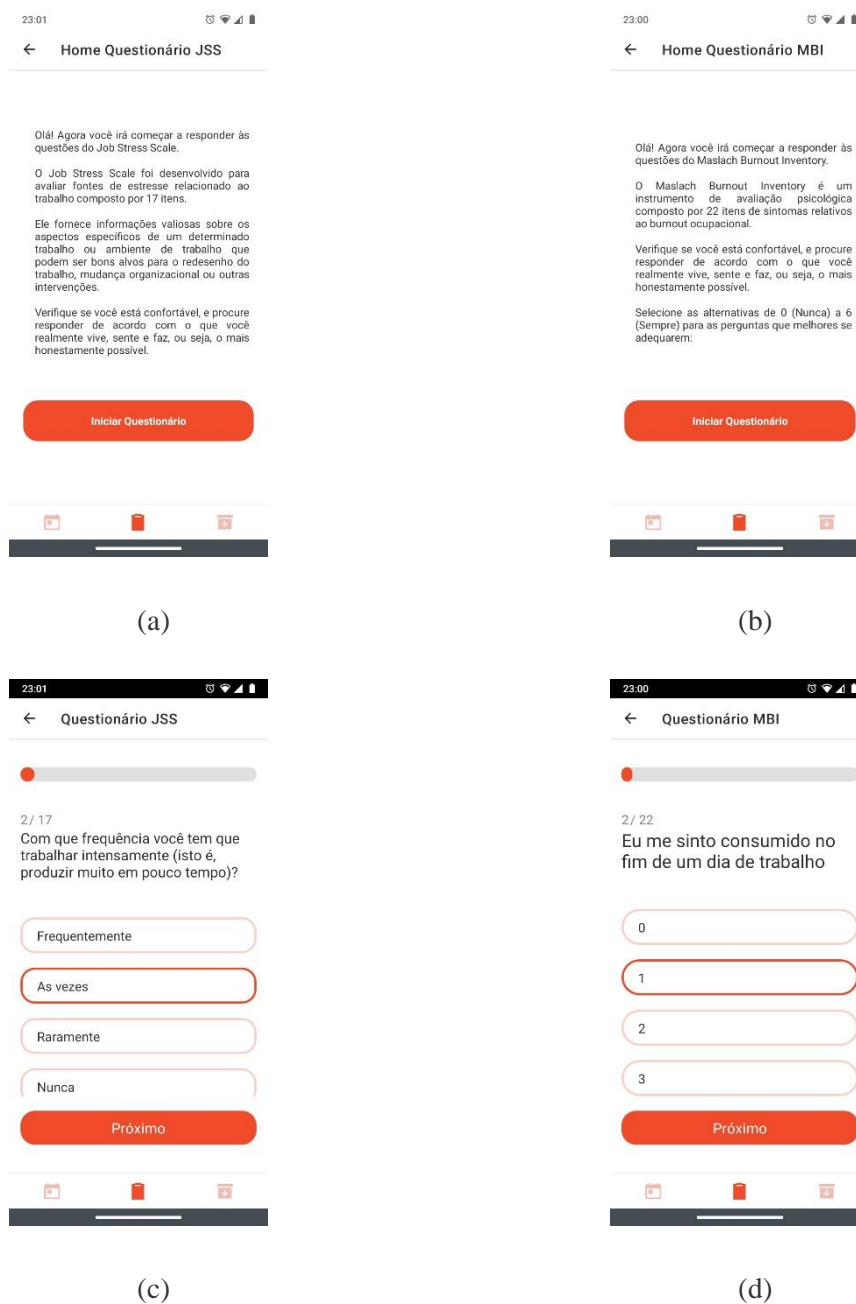 23:01
Home Questionário JSS
Olá! Agora você irá começar a responder às
questões do Job Stress Scale.
O Job Stress Scale foi desenvolvido para
avaliar fontes de estresse relacionado ao
trabalho composto por 17 itens.
Ele fornece informações valiosas sobre os
aspectos específicos de um determinado
trabalho ou ambiente de trabalho que
podem ser bons alvos para o redesenho do
trabalho, mudança organizacional ou outras
intervenções.
Verifique se você está confortável, e procure
responder de acordo com o que você
realmente vive, sente e faz, ou seja, o mais
honestamente possível.
Iniciar Questionário
(a)
23:00
Home Questionário MBI
Olá! Agora você irá começar a responder às
questões do Maslach Burnout Inventory.
O Maslach Burnout Inventory é um
instrumento de avaliação psicológica
composto por 22 itens de sintomas relativos
ao burnout ocupacional.
Verifique se você está confortável, e procure
responder de acordo com o que você
realmente vive, sente e faz, ou seja, o mais
honestamente possível.
Selecione as alternativas de 0 (Nunca) a 6
(Sempre) para as perguntas que melhores se
adequarem:
Iniciar Questionário
(b)
23:01
Questionário JSS
2/ 17
Com que frequência você tem que
trabalhar intensamente (isto é,
produzir muito em pouco tempo)?
Frequentemente
As vezes
Raramente
Nunca
Próximo
(c)
23:00
Questionário MBI
2/ 22
Eu me sinto consumido no
fim de um dia de trabalho
0
1
2
3
Próximo
(d)